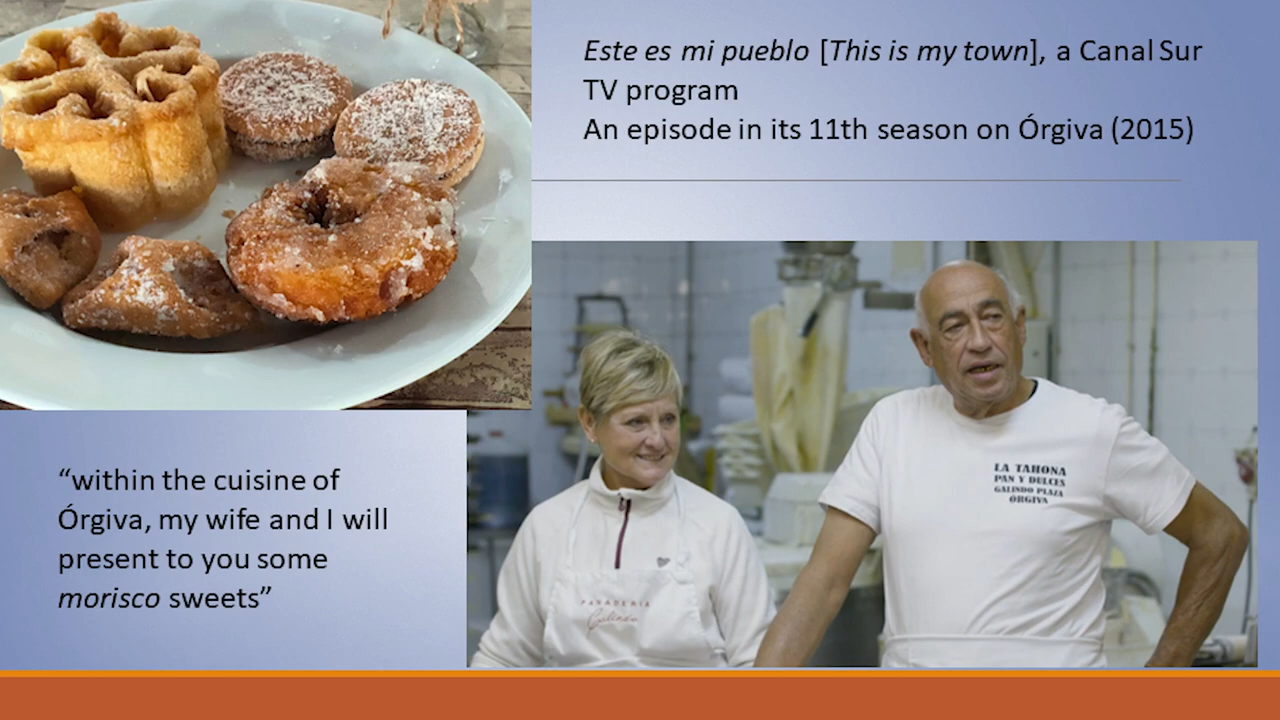 Este es mi pueblo [This is my town], a Canal Sur
TV program
An episode in its 11th season on Órgiva (2015)
“within the cuisine of
Órgiva, my wife and I will
present to you some
morisco sweets”
PANADERIA
Galindo
LA TAHONA
PAN Y DULCES
GALINDO PLAZA
ÓRGIVA